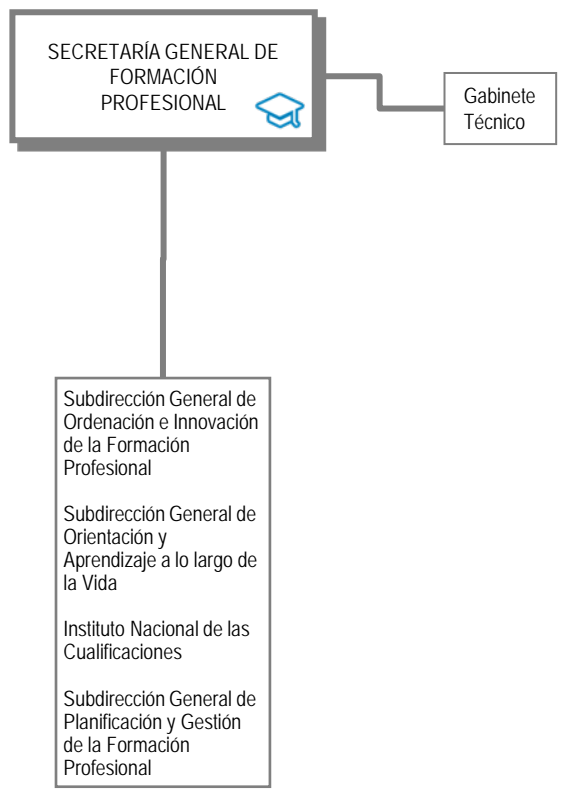 SECRETARÍA GENERAL DE
FORMACIÓN
PROFESIONAL
Gabinete
Técnico
Subdirección General de
Ordenación e Innovación
de la Formación
Profesional
Subdirección General de
Orientación y
Aprendizaje a lo largo de
la Vida
Instituto Nacional de las
Cualificaciones
Subdirección General de
Planificación y Gestión
de la Formación
Profesional